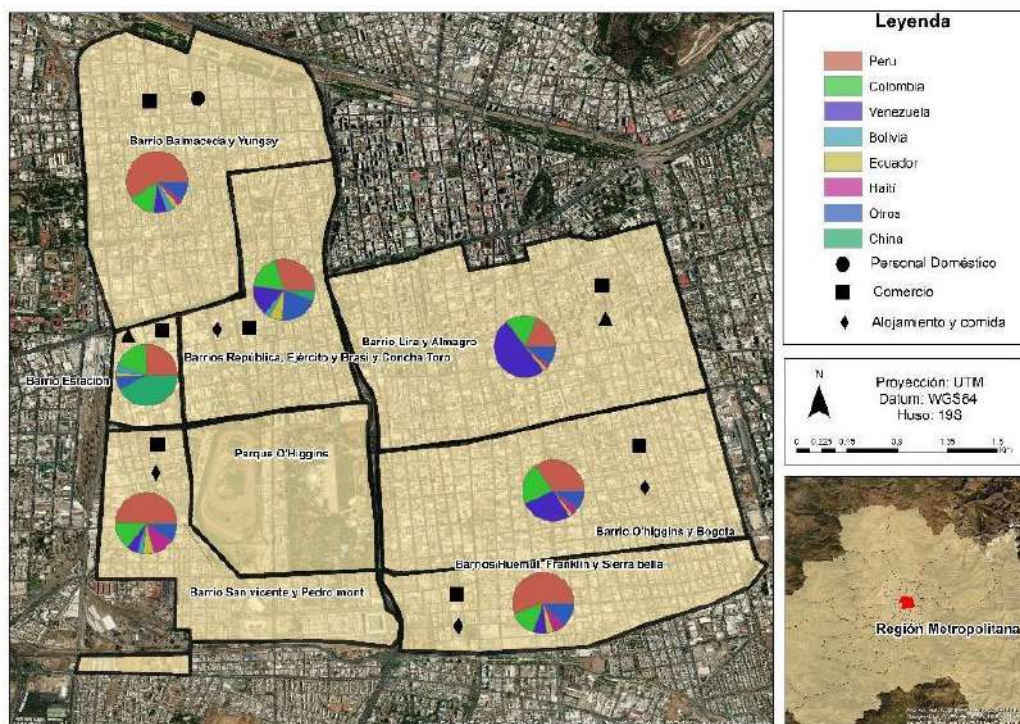 Barrio Balmaceda y Yungay
Barrio Lira y Almagro
Barrios República, Ejército y Brasi y Concha Toro
Barrio Estación
Parque O'Higgins
Barrio O'higgins y Bogota
Barrios Huemul, Franklin y Sierra bella
Barrio San vicente y Pedro mont
Leyenda
Peru
Colombia
Venezuela
Bolivia
Ecuador
Haití
Otros
China
Personal Doméstico
Comercio
Alojamiento y comida
N
Proyección: UTM
Datum: WGS84
Huso: 19S
Región Metropolitana